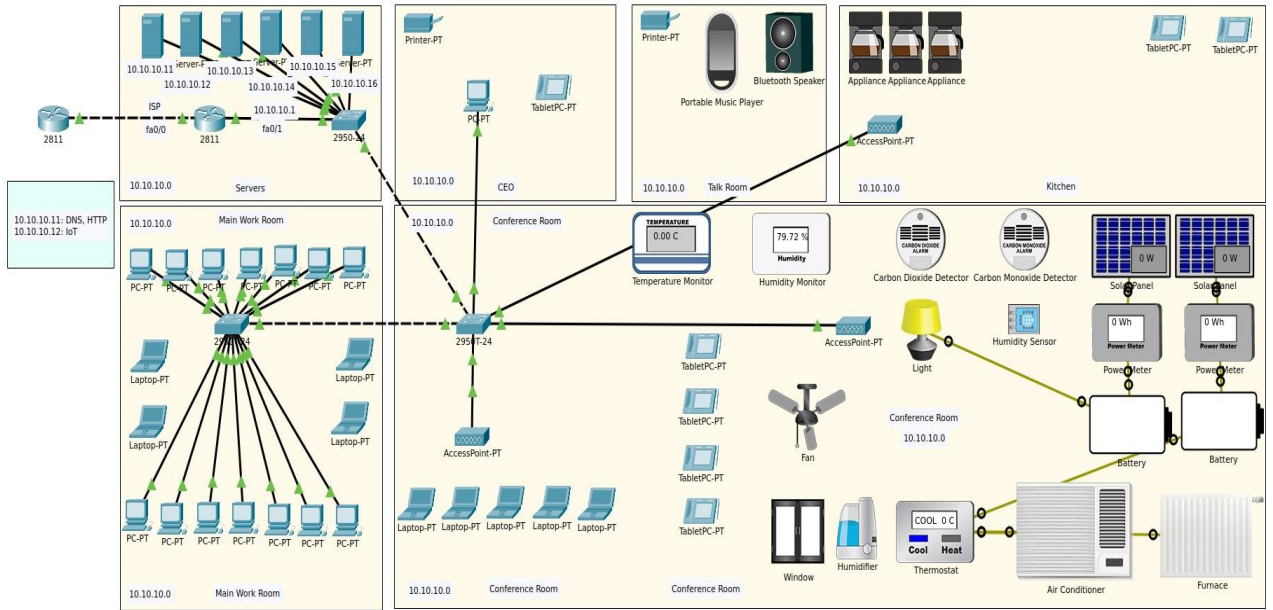 Printer-PT
Printer-PT
TabletPC-PT
TabletPC-PT
10.10.10.11
10.10.10.13
10.10.10.15
10.10.10.12
10.10.10.14
10.10.10.16
Bluetooth Speaker
Appliance
Appliance
Appliance
Portable Music Player
TabletPC-PT
PC-PT
ISP
10.10.10.1
fa0/0
fa0/1
2811
2811
2950-24
AccessPoint-PT
10.10.10.0
Servers
10.10.10.0
CEO
10.10.10.0
Talk Room
10.10.10.0
Kitchen
10.10.10.11: DNS, HTTP
10.10.10.12: IoT
10.10.10.0
Main Work Room
10.10.10.0
Conference Room
TEMPERATURE
0.00 C
Temperature Monitor
79.72 %
Humidity
Humidity Monitor
CARBON DIOXIDE
ALARM
Carbon Dioxide Detector
CARBON MONOXIDE
ALARM
Carbon Monoxide Detector
0 W
0 W
PC-PT
PC-PT
PC-PT
PC-PT
PC-PT
PC-PT
PC-PT
2950T-24
AccessPoint-PT
Light
Humidity Sensor
0 Wh
Power Meter
0 Wh
Power Meter
Laptop-PT
Laptop-PT
TabletPC-PT
TabletPC-PT
Laptop-PT
Laptop-PT
AccessPoint-PT
TabletPC-PT
Fan
Conference Room
10.10.10.0
Battery
Battery
Laptop-PT
Laptop-PT
Laptop-PT
Laptop-PT
Laptop-PT
TabletPC-PT
PC-PT
PC-PT
PC-PT
PC-PT
PC-PT
PC-PT
PC-PT
COOL 0 C
Cool
Heat
Window
Humidifier
Thermostat
Air Conditioner
Furnace
10.10.10.0
Main Work Room
10.10.10.0
Conference Room
Conference Room